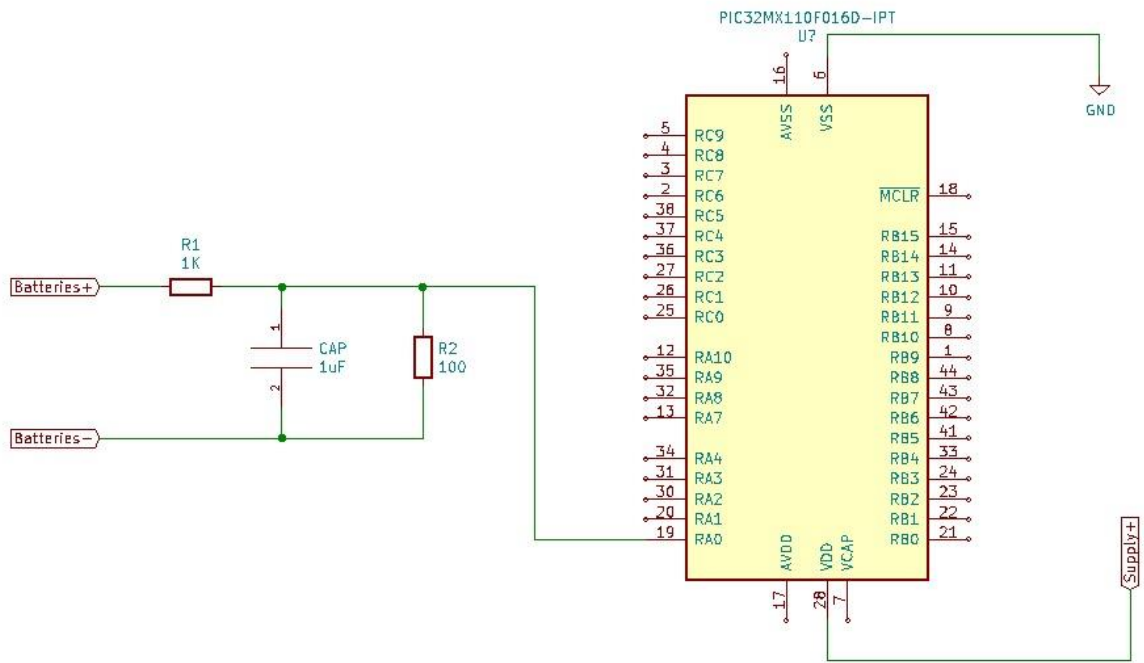 PIC32MX110F016D-IPT
U?
16
6
AVSS
VSS
GND
5
RC9
4
RC8
3
RC7
2
RC6
38
RC5
37
RC4
36
RC3
27
RC2
26
RC1
25
RC0
12
RA10
35
RA9
32
RA8
13
RA7
34
RA4
31
RA3
30
RA2
20
RA1
19
RA0
MCLR
18
RB15
15
RB14
14
RB13
11
RB12
10
RB11
9
RB10
8
RB9
1
RB8
44
RB7
43
RB6
42
RB5
41
RB4
33
RB3
24
RB2
23
RB1
22
RB0
21
AVDD
VDD
VCAP
17
28
7
R1
1K
Batteries+
1
CAP
1uF
2
R2
100
Batteries-
Supply+